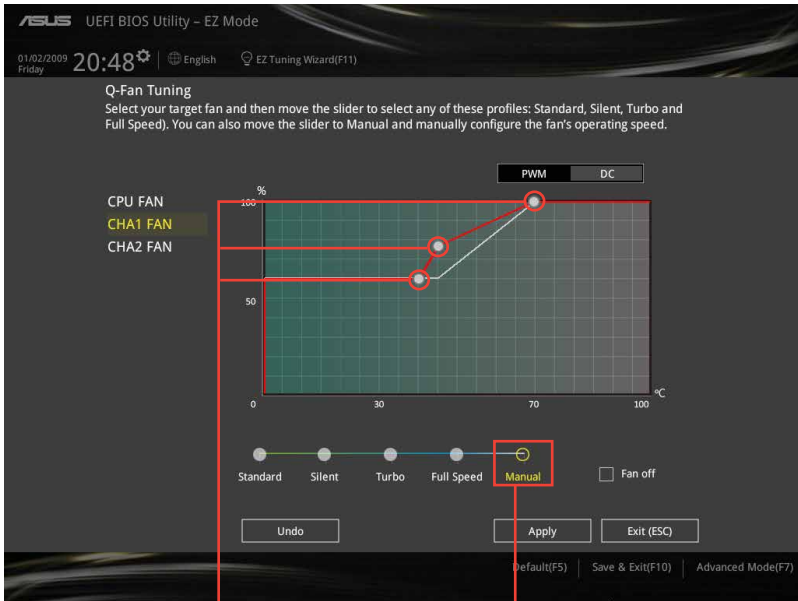 ASUS UEFI BIOS Utility – EZ Mode
01/02/2009
Friday
20:48
English
EZ Tuning Wizard(F11)
Q-Fan Tuning
Select your target fan and then move the slider to select any of these profiles: Standard, Silent, Turbo and
Full Speed). You can also move the slider to Manual and manually configure the fan's operating speed.
PWM DC
CPU FAN
CHA1 FAN
CHA2 FAN
%
100
50
0 30 70 100 °C
Standard Silent Turbo Full Speed Manual
Fan off
Undo Apply Exit (ESC)
Default(F5) Save & Exit(F10) Advanced Mode(F7)